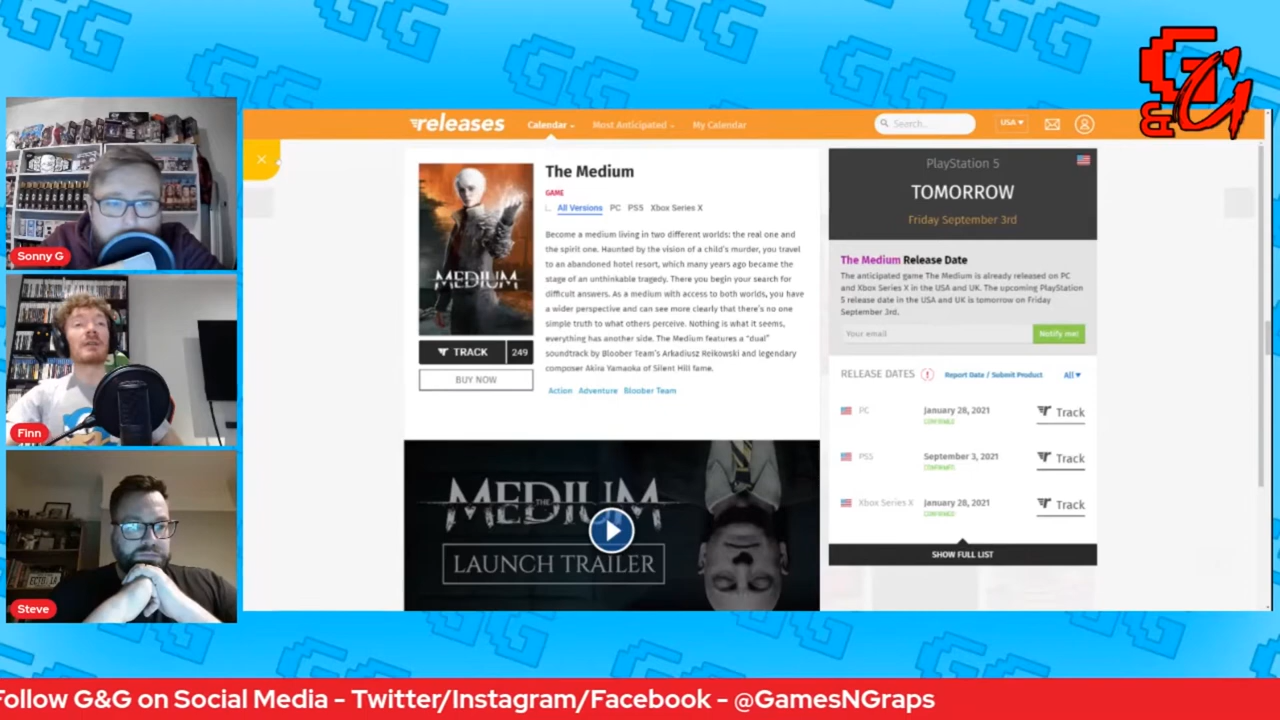 GG
G
& G
Sonny G
Finn
Steve
releases
Calendar
Most Anticipated
My Calendar
Search...
USA
The Medium
GAME
All Versions PC PS5 Xbox Series X
Become a medium living in two different worlds: the real one and
the spirit one. Haunted by the vision of a child's murder, you travel
to an abandoned hotel resort, which many years ago became the
stage of an unthinkable tragedy. There you begin your search for
difficult answers. As a medium with access to both worlds, you have
a wider perspective and can see more clearly that there's no one
simple truth to what others perceive. Nothing is what it seems,
everything has another side. The Medium features a "dual"
soundtrack by Bloober Team's Arkadiusz Reikowski and legendary
composer Akira Yamaoka of Silent Hill fame.
Action Adventure Bloober Team
MEDIUM
TRACK 249
BUY NOW
THE MEDIUM
LAUNCH TRAILER
PlayStation 5
TOMORROW
Friday September 3rd
The Medium Release Date
The anticipated game The Medium is already released on PC
and Xbox Series X in the USA and UK. The upcoming PlayStation
5 release date in the USA and UK is tomorrow on Friday
September 3rd.
Your email
Notify me!
RELEASE DATES
Report Date / Submit Product
All
PC January 28, 2021 Track
CONFIRMED
PS5 September 3, 2021 Track
CONFIRMED
Xbox Series X January 28, 2021 Track
CONFIRMED
SHOW FULL LIST
Follow G&G on Social Media - Twitter/Instagram/Facebook - @GamesNGraps